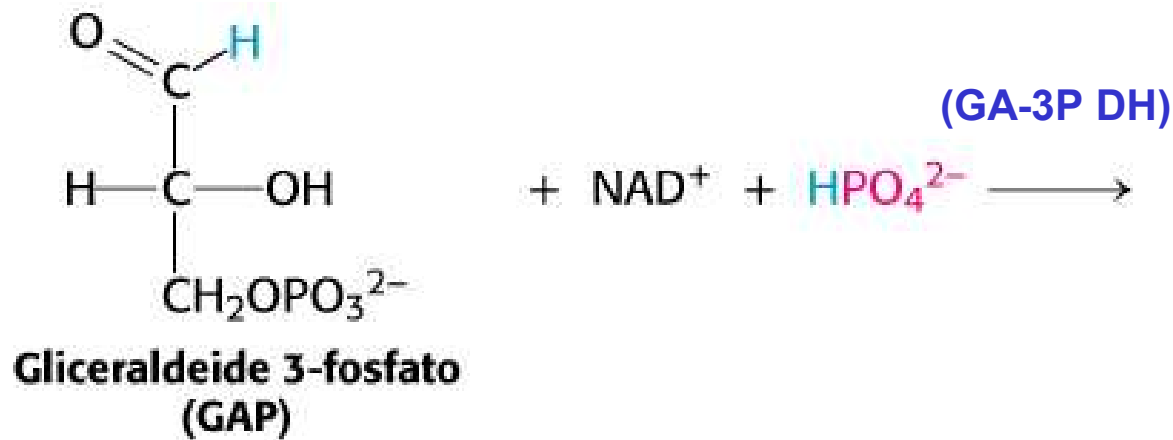 O
H
C
(GA-3P DH)
H—C—OH + NAD⁺ + HPO₄²⁻ ⟶
CH₂OPO₃²⁻
Gliceraldeide 3-fosfato
(GAP)